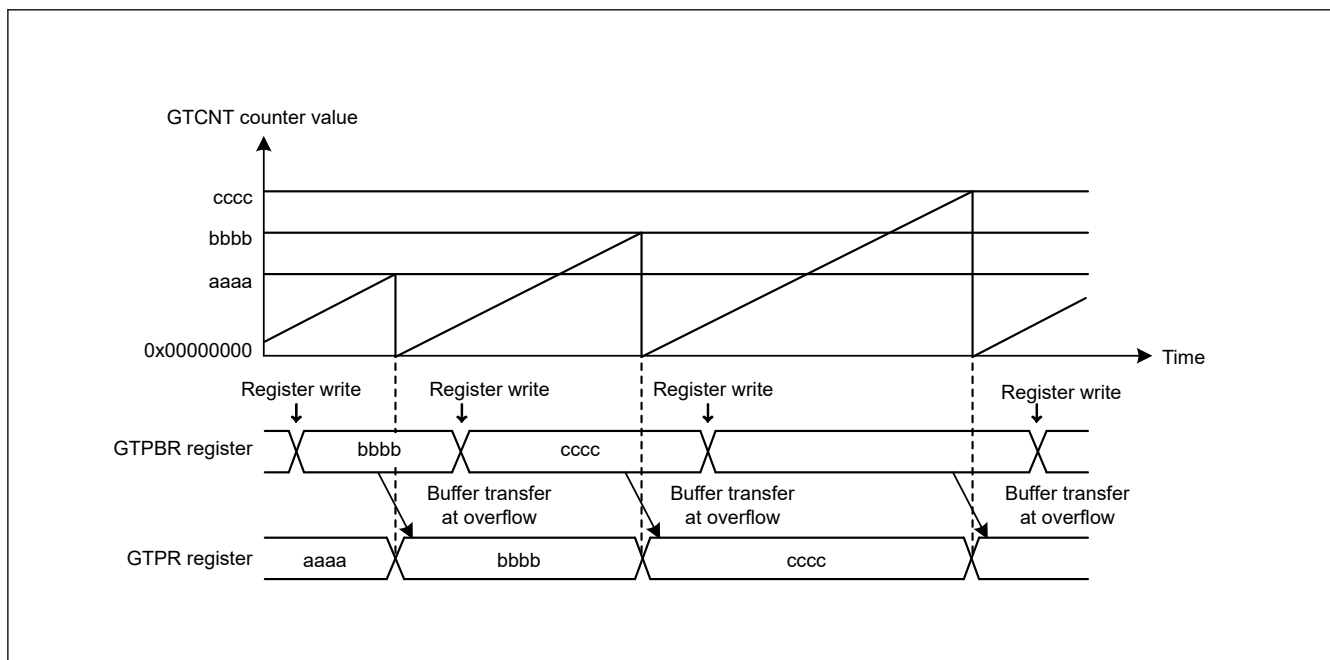 GTCNT counter value
cccc
bbbb
aaaa
0x00000000
Time
Register write
Register write
Register write
Register write
GTPBR register
bbbb
cccc
Buffer transfer
at overflow
Buffer transfer
at overflow
Buffer transfer
at overflow
GTPR register
aaaa
bbbb
cccc